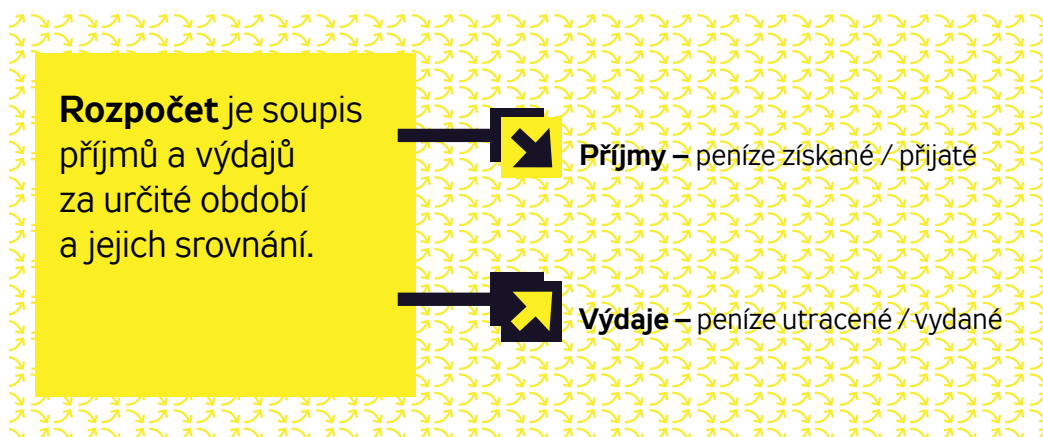 Rozpočet je soupis
příjmů a výdajů
za určité období
a jejich srovnání.
Příjmy – peníze získané / přijaté
Výdaje – peníze utracené / vydané